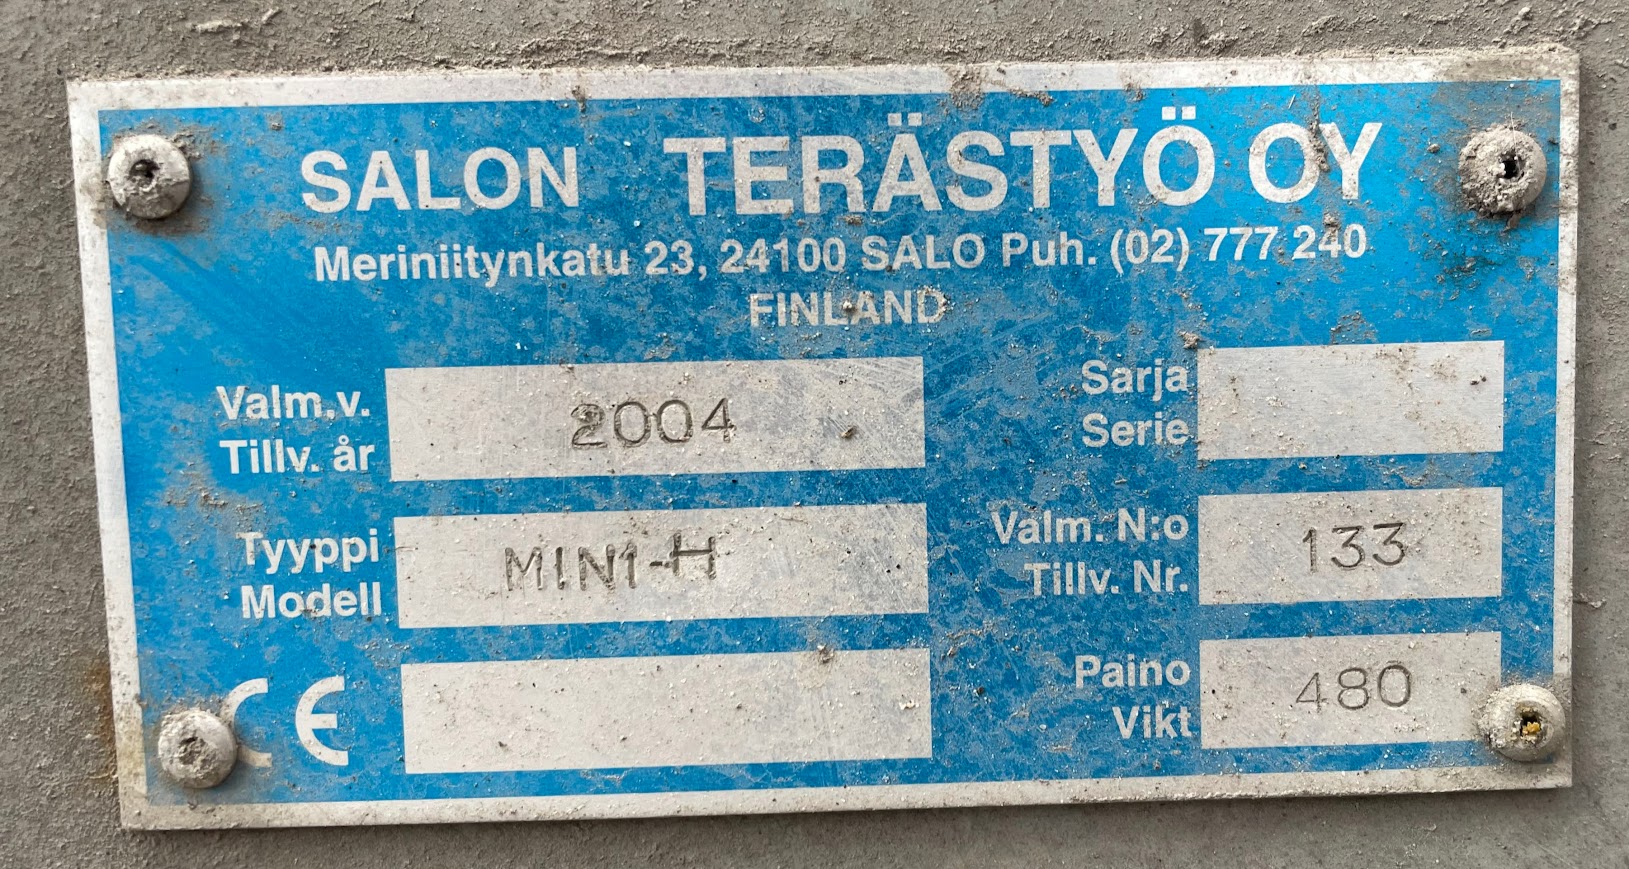 SALON TERÄSTYÖ OY
Meriniitynkatu 23, 24100 SALO Puh. (02) 777 240
FINLAND
Valm.v. 2004
Tillv. år
Sarja
Serie
Tyyppi MINI-H
Modell
Valm. N:o 133
Tillv. Nr.
CE
Paino 480
Vikt